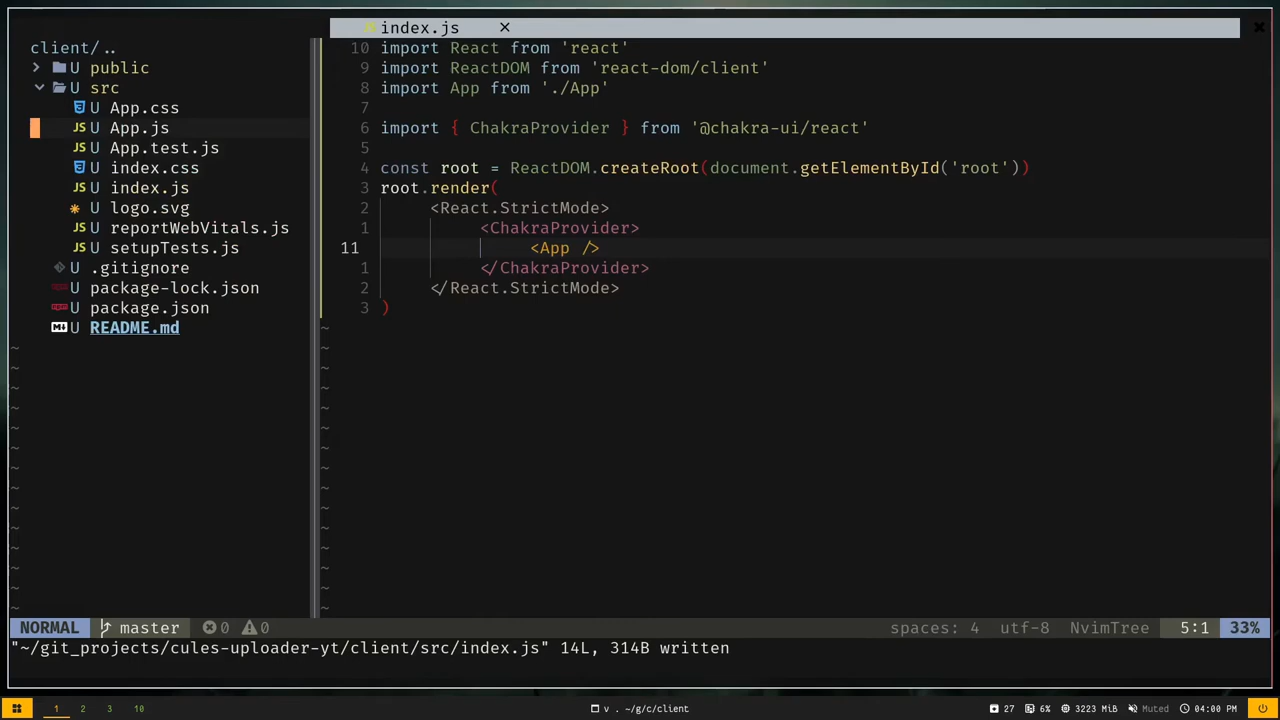 index.js ✕
client/..
public
src
App.css
App.js
App.test.js
index.css
index.js
logo.svg
reportWebVitals.js
setupTests.js
.gitignore
package-lock.json
package.json
README.md
10 import React from 'react'
9 import ReactDOM from 'react-dom/client'
8 import App from './App'
7
6 import { ChakraProvider } from '@chakra-ui/react'
5
4 const root = ReactDOM.createRoot(document.getElementById('root'))
3 root.render(
2 <React.StrictMode>
1 <ChakraProvider>
11 <App />
1 </ChakraProvider>
2 </React.StrictMode>
3 )
NORMAL master 0 0 spaces: 4 utf-8 NvimTree 5:1 33%
"~/git_projects/cules-uploader-yt/client/src/index.js" 14L, 314B written
1 2 3 10 v . ~/g/c/client 27 6% 3223 MiB Muted 04:00 PM